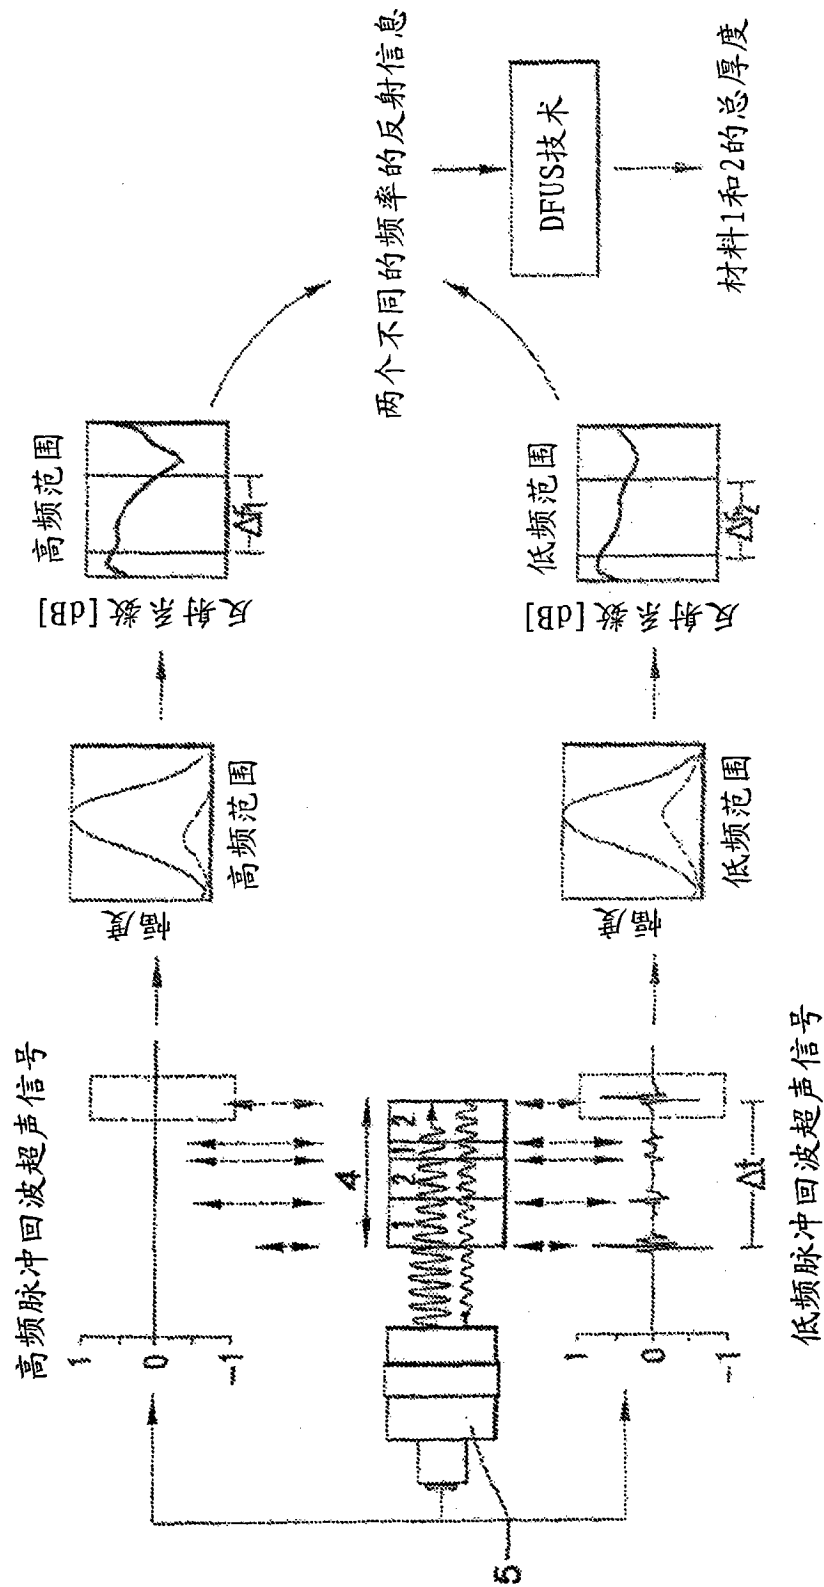 高频脉冲回波超声信号
1
0
-1
幅度
高频范围
高频范围
反射系数[dB]
Δf1
两个不同的频率的反射信息
DFUS技术
材料1和2的总厚度
4
1 2 1 2
5
1
0
-1
Δt
低频脉冲回波超声信号
幅度
低频范围
低频范围
反射系数[dB]
Δf2